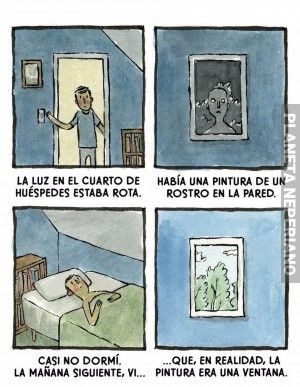 LA LUZ EN EL CUARTO DE
HUÉSPEDES ESTABA ROTA.
HABÍA UNA PINTURA DE UN
ROSTRO EN LA PARED.
CASI NO DORMÍ.
LA MAÑANA SIGUIENTE, VI...
...QUE, EN REALIDAD, LA
PINTURA ERA UNA VENTANA.
PLANETA NEPERIANO